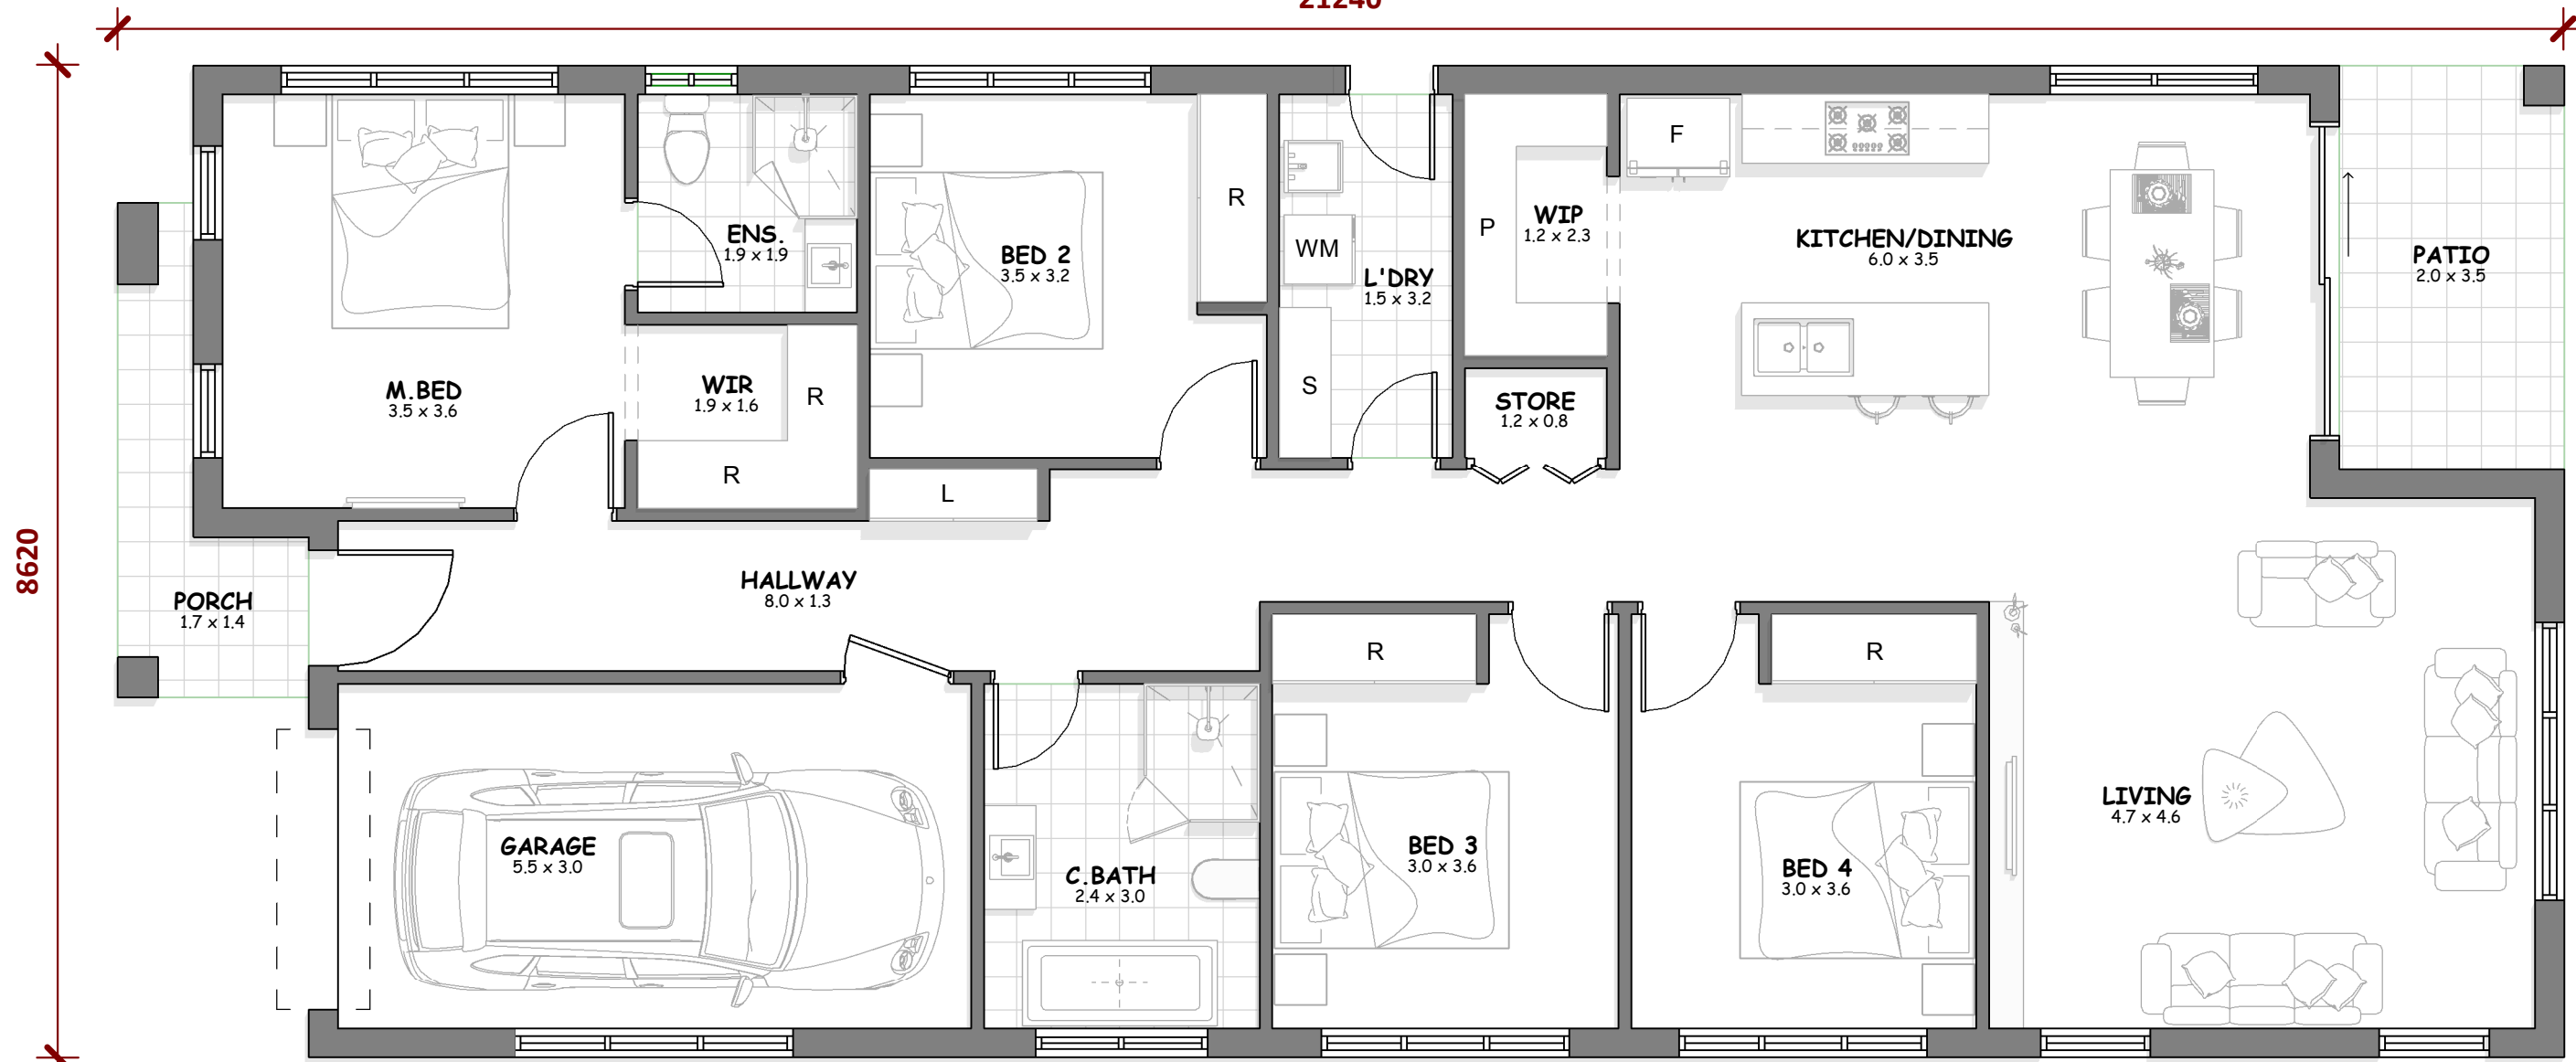 21240
8620
M.BED
3.5 x 3.6
ENS.
1.9 x 1.9
WIR
1.9 x 1.6
R
R
BED 2
3.5 x 3.2
R
L
WM
L'DRY
1.5 x 3.2
S
P
WIP
1.2 x 2.3
STORE
1.2 x 0.8
F
KITCHEN/DINING
6.0 x 3.5
PATIO
2.0 x 3.5
PORCH
1.7 x 1.4
HALLWAY
8.0 x 1.3
GARAGE
5.5 x 3.0
C.BATH
2.4 x 3.0
R
BED 3
3.0 x 3.6
R
BED 4
3.0 x 3.6
LIVING
4.7 x 4.6